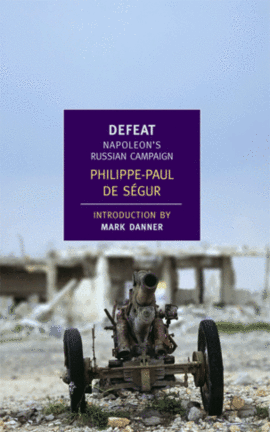 DEFEAT
NAPOLEON'S
RUSSIAN CAMPAIGN
PHILIPPE-PAUL
DE SÉGUR
INTRODUCTION BY
MARK DANNER